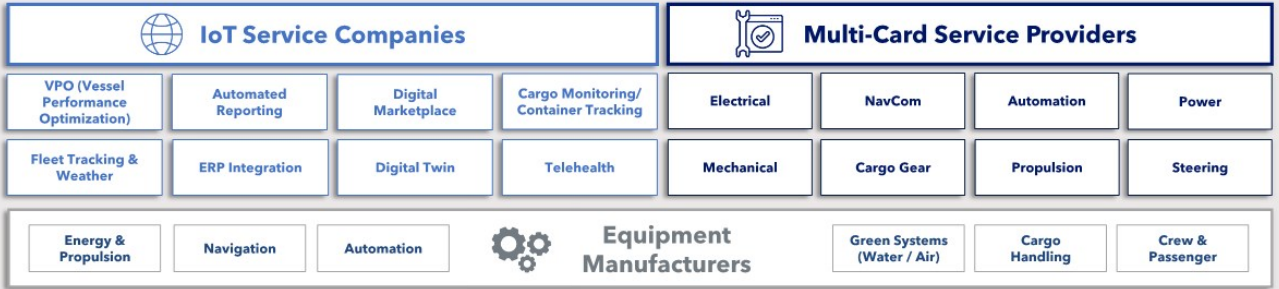 IoT Service Companies
Multi-Card Service Providers
VPO (Vessel
Performance
Optimization)
Automated
Reporting
Digital
Marketplace
Cargo Monitoring/
Container Tracking
Electrical
NavCom
Automation
Power
Fleet Tracking &
Weather
ERP Integration
Digital Twin
Telehealth
Mechanical
Cargo Gear
Propulsion
Steering
Energy &
Propulsion
Navigation
Automation
Equipment
Manufacturers
Green Systems
(Water / Air)
Cargo
Handling
Crew &
Passenger